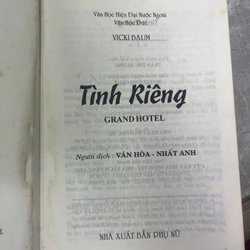 Văn Học Hiện Đại Nước Ngoài
Văn Học Đức
VICKI BAUM
Tình Riêng
GRAND HOTEL
Người dịch : VĂN HÒA - NHẤT ANH
NHÀ XUẤT BẢN PHỤ NỮ